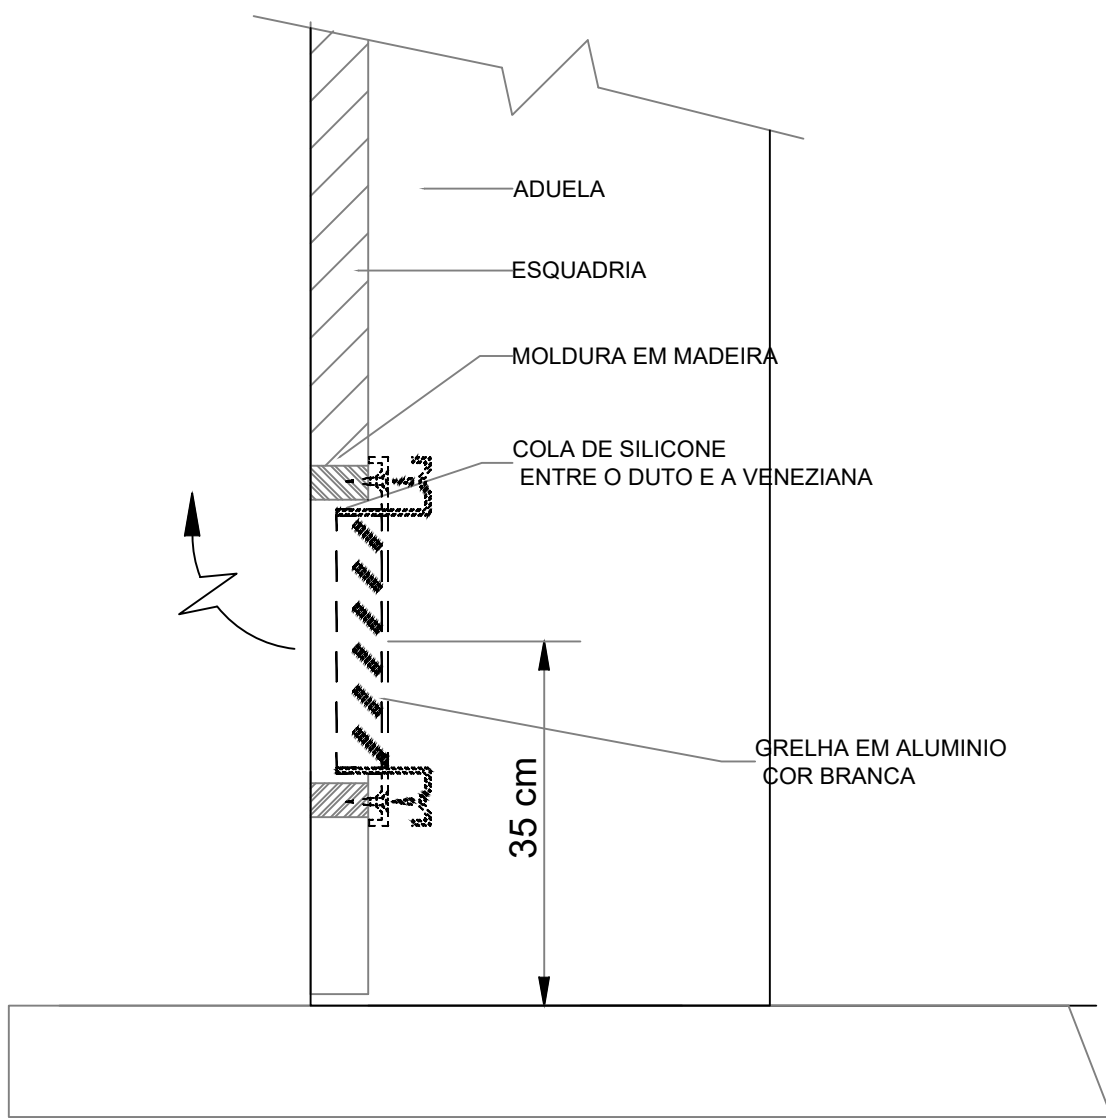 ADUELA
ESQUADRIA
MOLDURA EM MADEIRA
COLA DE SILICONE
ENTRE O DUTO E A VENEZIANA
GRELHA EM ALUMINIO
COR BRANCA
35 cm